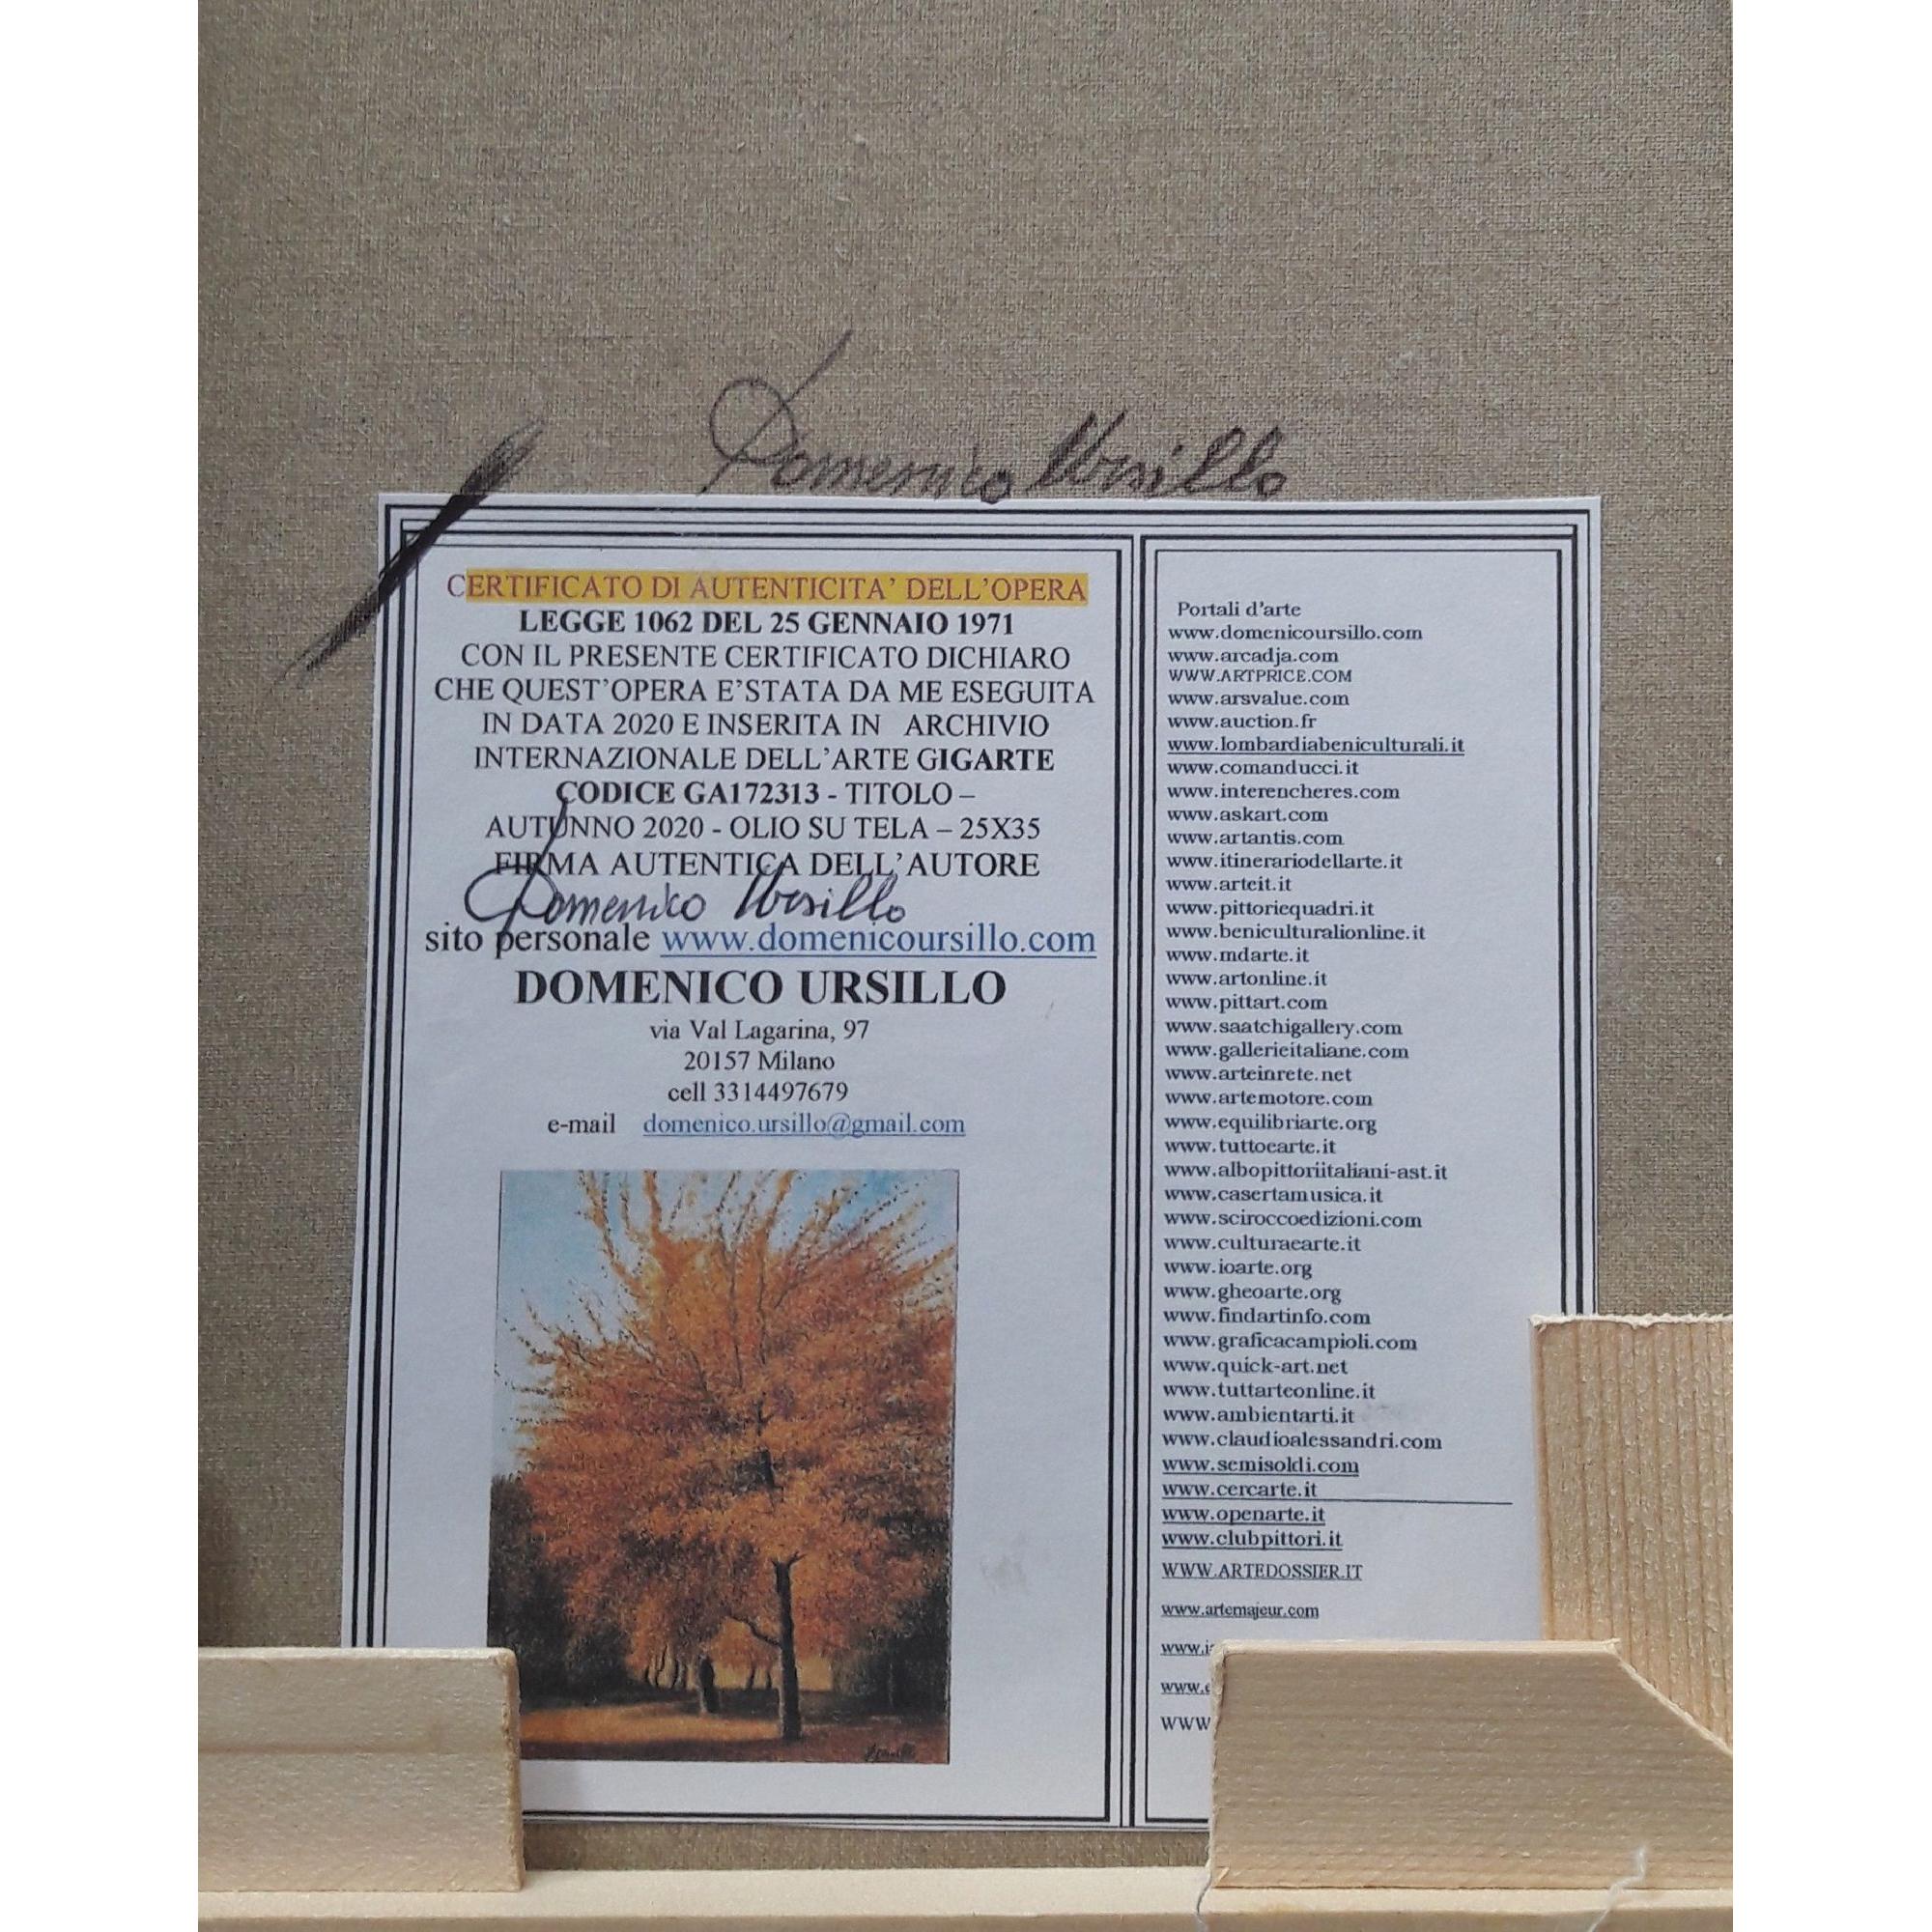 Domenico Ursillo
CERTIFICATO DI AUTENTICITA' DELL'OPERA
LEGGE 1062 DEL 25 GENNAIO 1971
CON IL PRESENTE CERTIFICATO DICHIARO
CHE QUEST'OPERA E'STATA DA ME ESEGUITA
IN DATA 2020 E INSERITA IN ARCHIVIO
INTERNAZIONALE DELL'ARTE GIGARTE
CODICE GA172313 - TITOLO –
AUTUNNO 2020 - OLIO SU TELA – 25X35
FIRMA AUTENTICA DELL'AUTORE
Domenico Ursillo
sito personale www.domenicoursillo.com
DOMENICO URSILLO
via Val Lagarina, 97
20157 Milano
cell 3314497679
e-mail domenico.ursillo@gmail.com
Portali d'arte
www.domenicoursillo.com
www.arcadja.com
WWW.ARTPRICE.COM
www.arsvalue.com
www.auction.fr
www.lombardiabeniculturali.it
www.comanducci.it
www.interencheres.com
www.askart.com
www.artantis.com
www.itinerariodellarte.it
www.arteit.it
www.pittoriequadri.it
www.beniculturalionline.it
www.mdarte.it
www.artonline.it
www.pittart.com
www.saatchigallery.com
www.gallerieitaliane.com
www.arteinrete.net
www.artemotore.com
www.equilibriarte.org
www.tuttoearte.it
www.albopittoriitaliani-ast.it
www.casertamusica.it
www.sciroccoedizioni.com
www.culturaearte.it
www.ioarte.org
www.gheoarte.org
www.findartinfo.com
www.graficacampioli.com
www.quick-art.net
www.tuttarteonline.it
www.ambientarti.it
www.claudioalessandri.com
www.semisoldi.com
www.cercarte.it
www.openarte.it
www.clubpittori.it
WWW.ARTEDOSSIER.IT
www.artemajeur.com